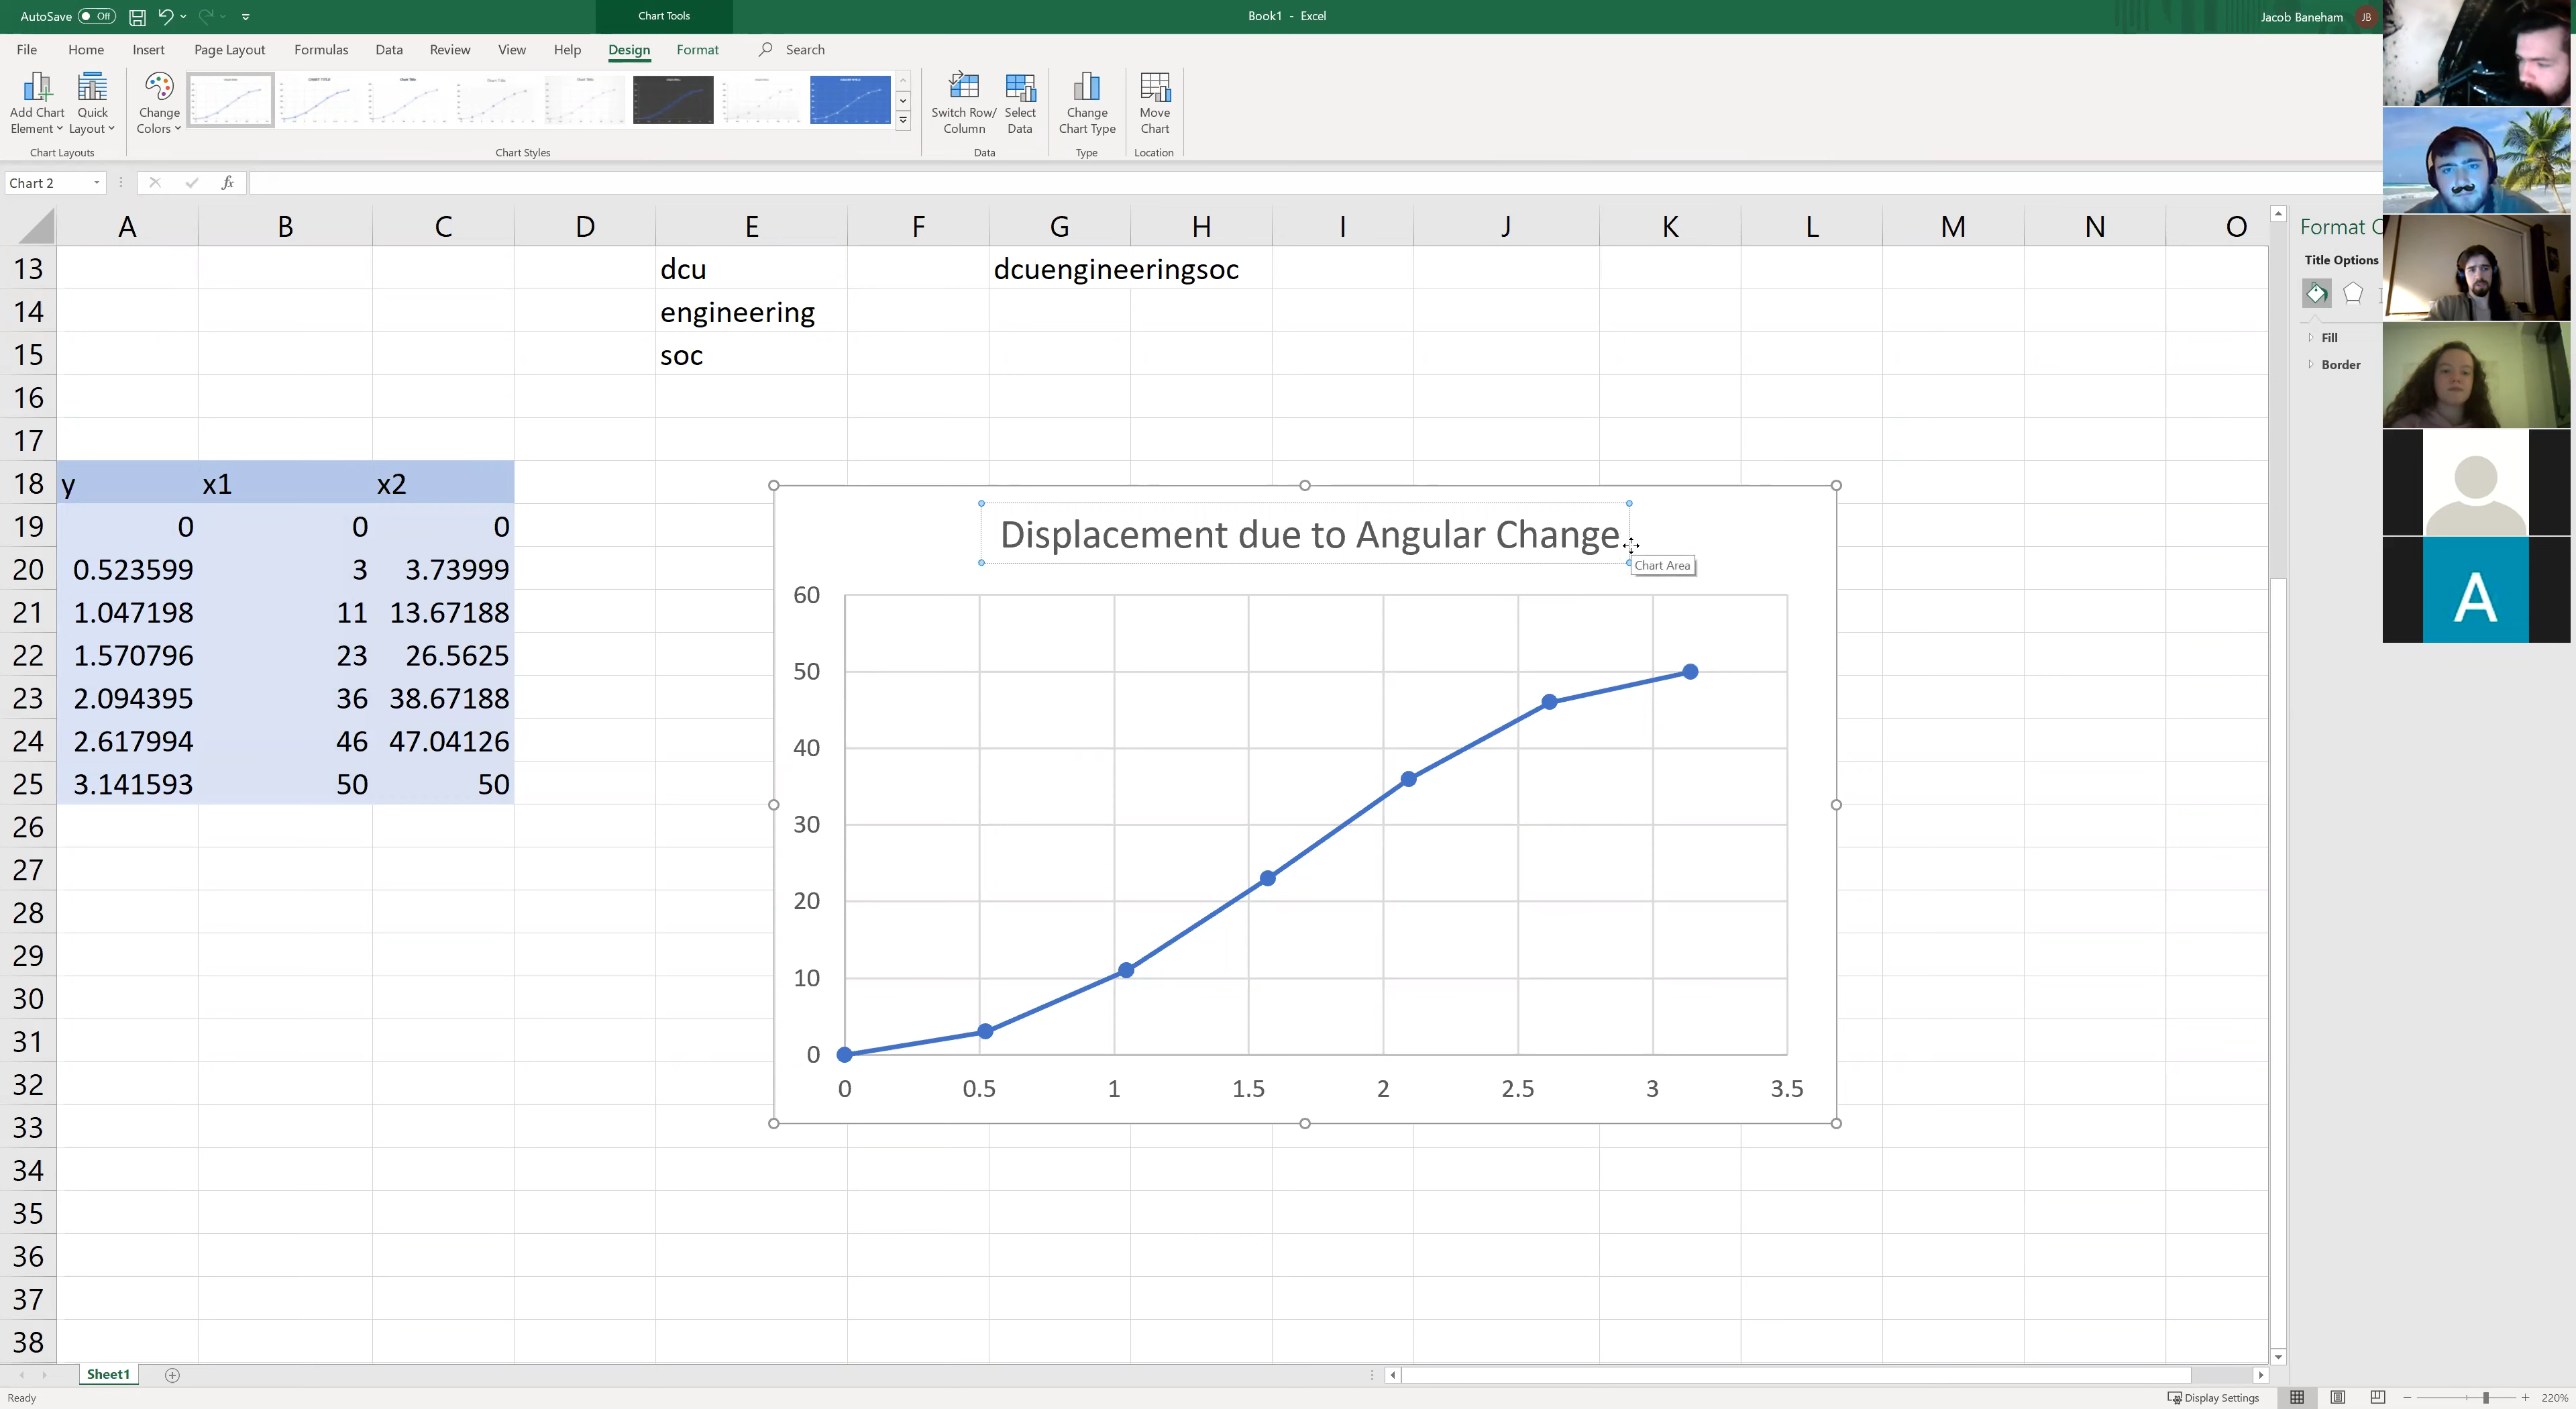 AutoSave Off
Chart Tools
Book1 - Excel
Jacob Baneham JB
File Home Insert Page Layout Formulas Data Review View Help Design Format Search
Add Chart Element
Quick Layout
Change Colors
Switch Row/ Column
Select Data
Change Chart Type
Move Chart
Chart Layouts
Chart Styles
Data
Type
Location
Chart 2
fx
A B C D E F G H I J K L M N O
13 dcu dcuengineeringsoc
14 engineering
15 soc
16
17
18 y x1 x2
19 0 0 0
20 0.523599 3 3.73999
21 1.047198 11 13.67188
22 1.570796 23 26.5625
23 2.094395 36 38.67188
24 2.617994 46 47.04126
25 3.141593 50 50
26
27
28
29
30
31
32
33
34
35
36
37
38
Displacement due to Angular Change
Chart Area
60
50
40
30
20
10
0
0 0.5 1 1.5 2 2.5 3 3.5
Format C
Title Options
Fill
Border
A
Sheet1
Ready
Display Settings
220%